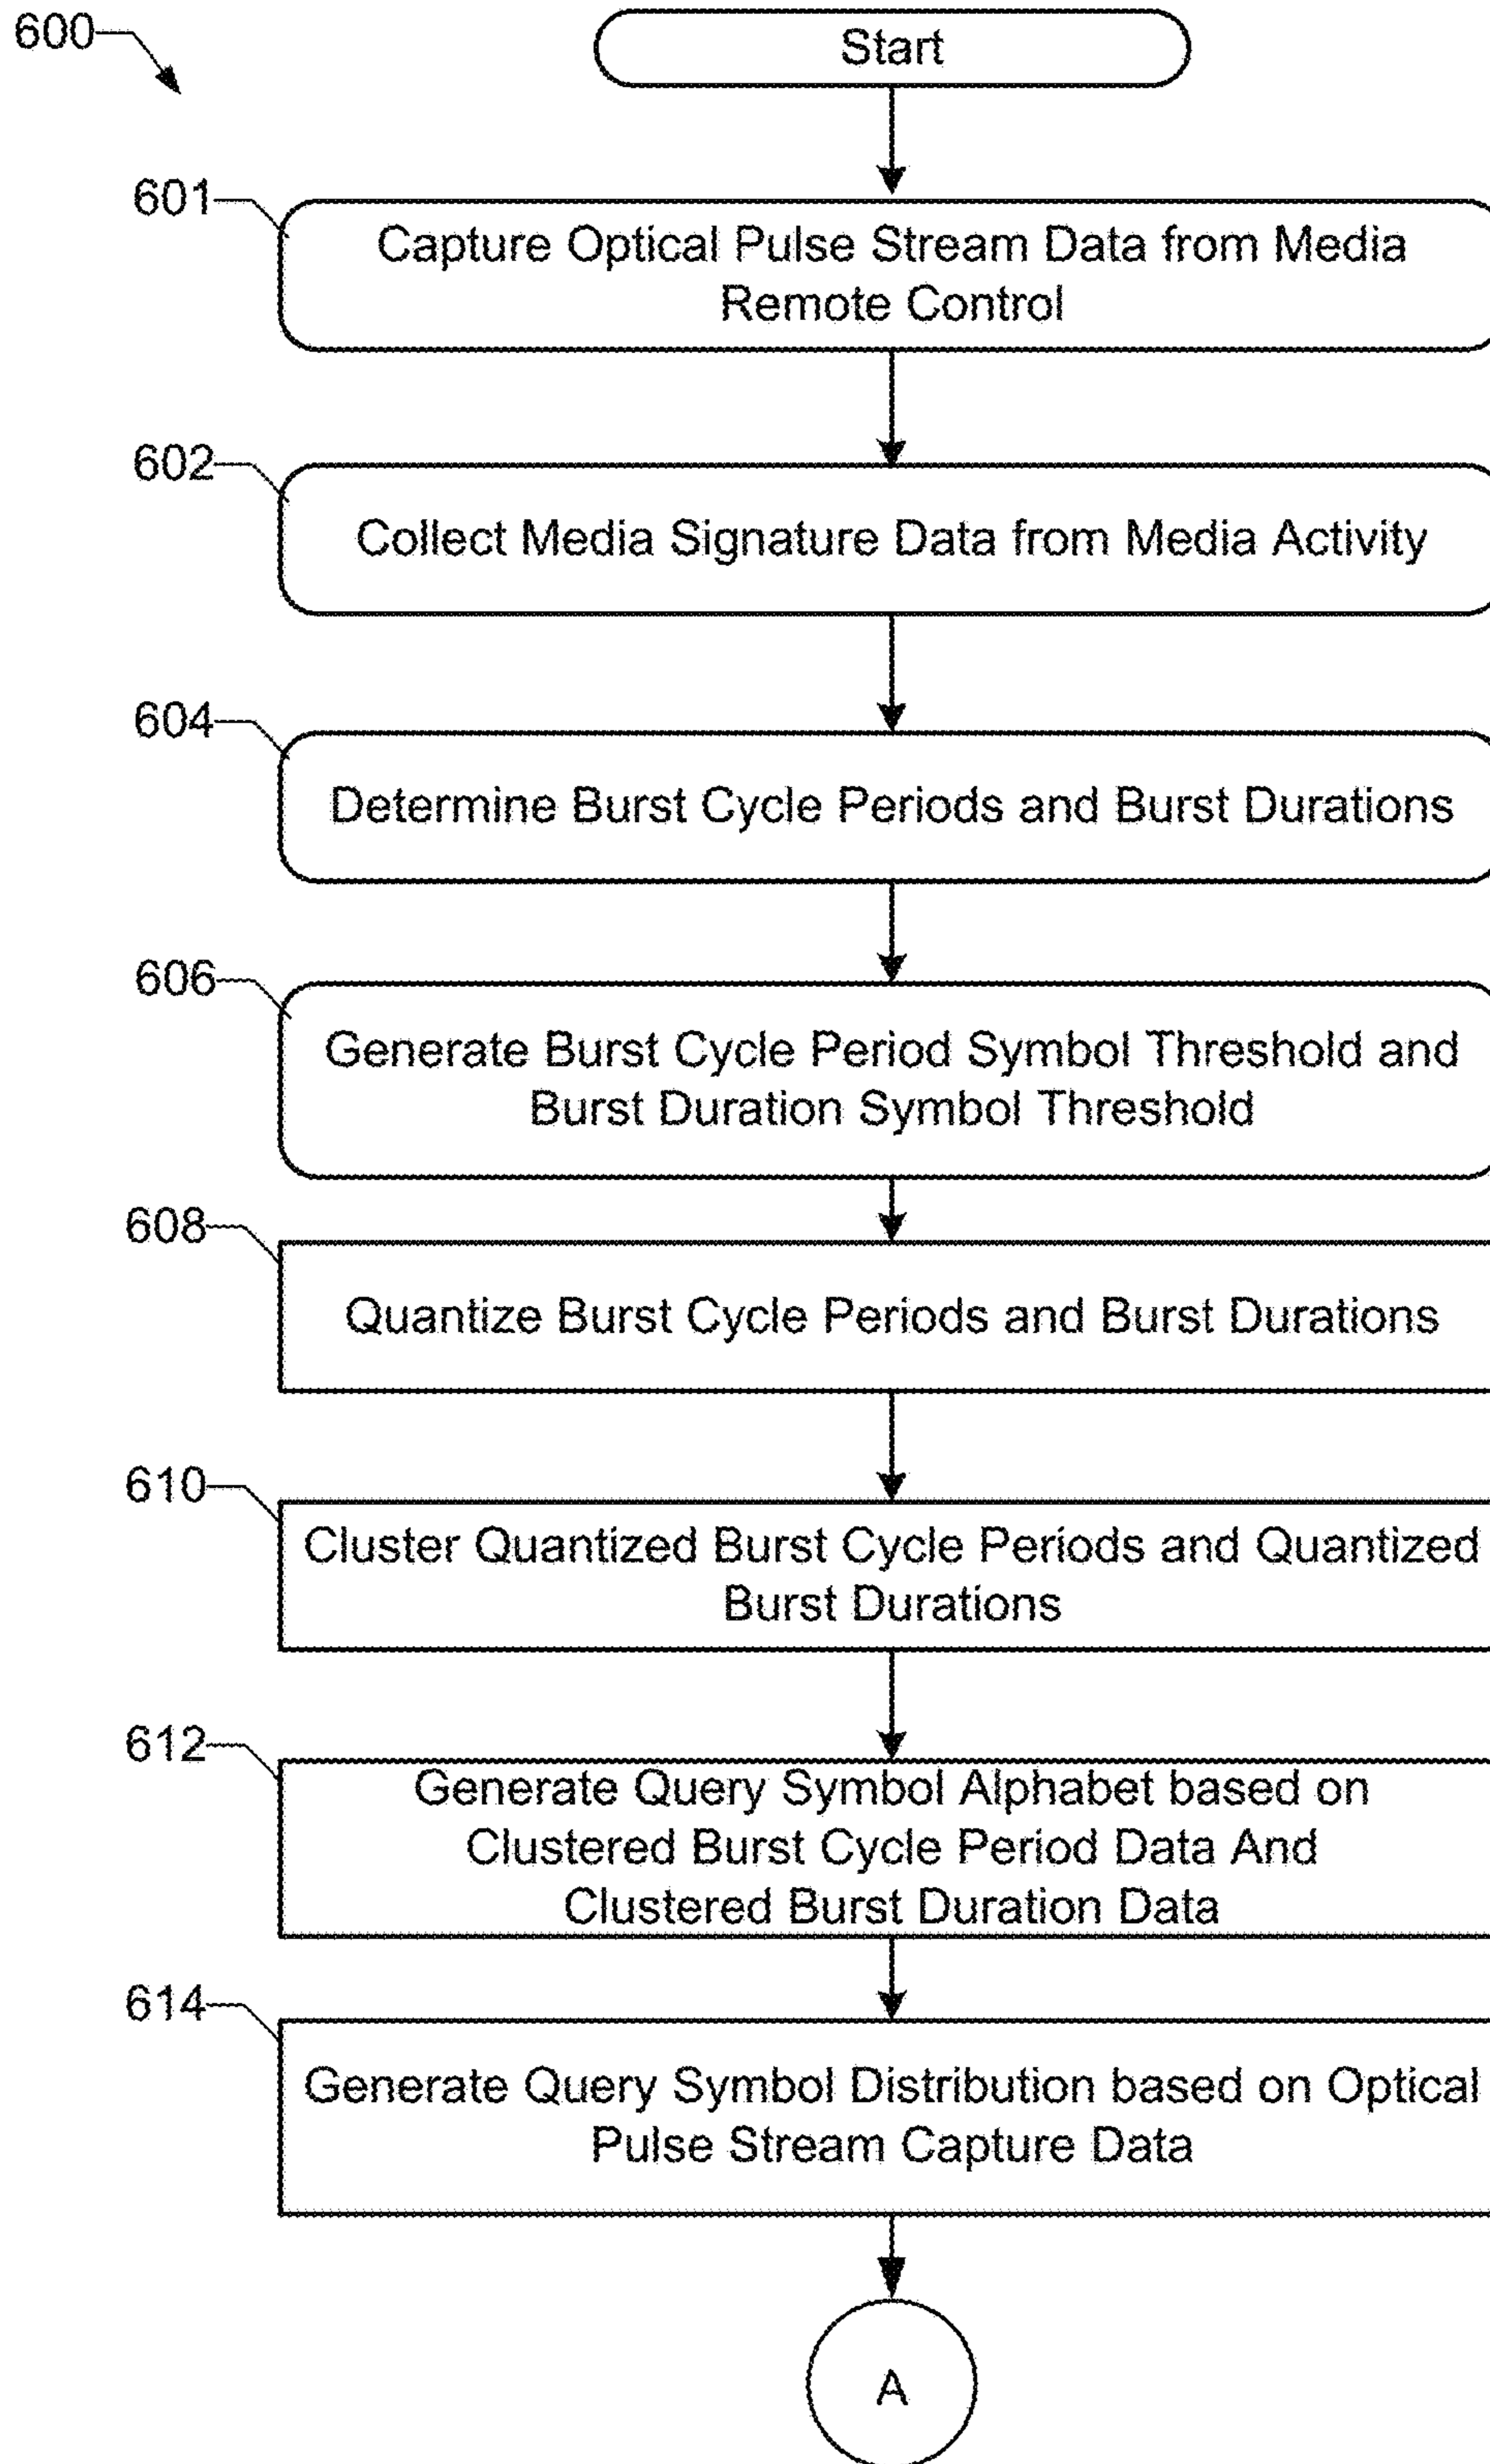 600
Start
601
Capture Optical Pulse Stream Data from Media
Remote Control
602
Collect Media Signature Data from Media Activity
604
Determine Burst Cycle Periods and Burst Durations
606
Generate Burst Cycle Period Symbol Threshold and
Burst Duration Symbol Threshold
608
Quantize Burst Cycle Periods and Burst Durations
610
Cluster Quantized Burst Cycle Periods and Quantized
Burst Durations
612
Generate Query Symbol Alphabet based on
Clustered Burst Cycle Period Data And
Clustered Burst Duration Data
614
Generate Query Symbol Distribution based on Optical
Pulse Stream Capture Data
A